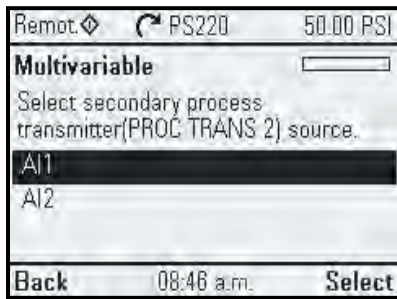 Remot. PS220 50.00 PSI
Multivariable
Select secondary process
transmitter(PROC TRANS 2) source.
AI1
AI2
Back 08:46 a.m. Select